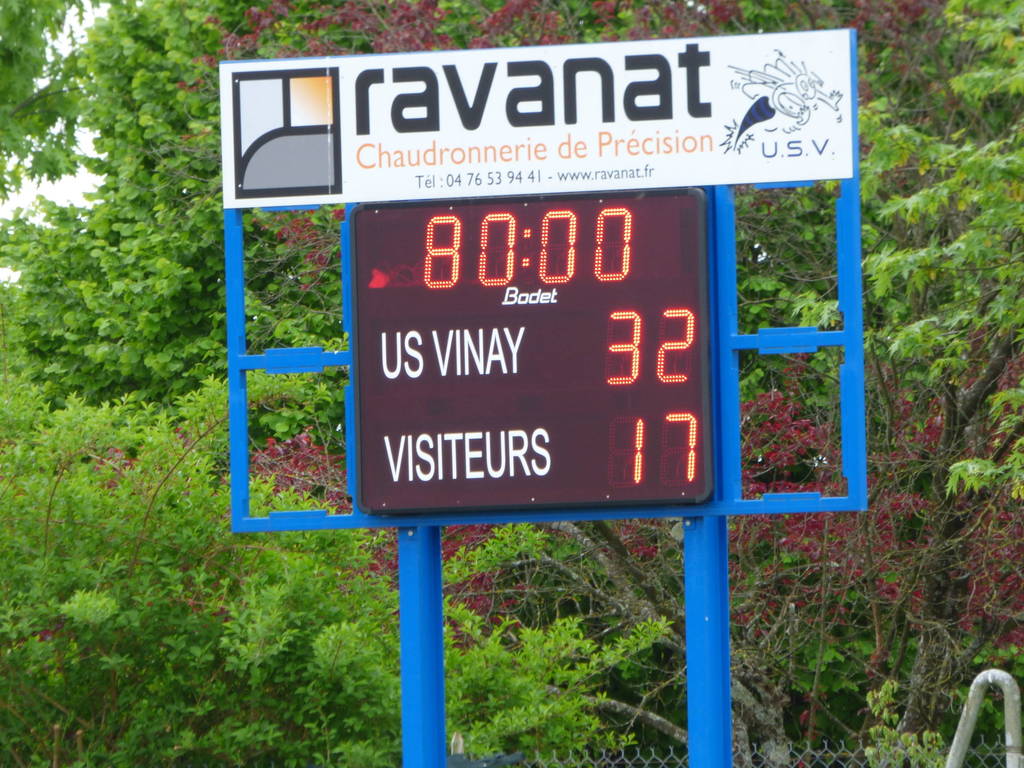 ravanat
Chaudronnerie de Précision
Tél : 04 76 53 94 41 - www.ravanat.fr
U.S.V.
80:00
Bodet
US VINAY 32
VISITEURS 17